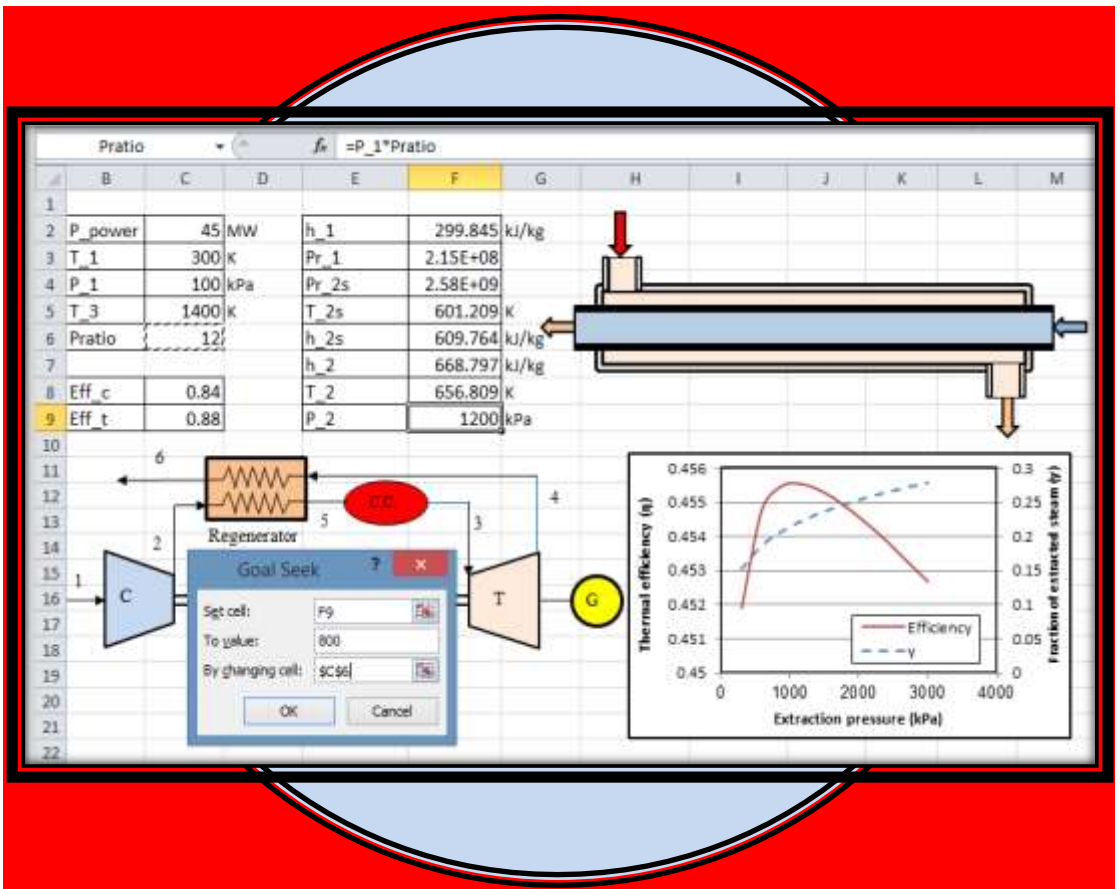 Pratio fx =P_1*Pratio
B C D E F G H I J K L M
1
2 P_power 45 MW h_1 299.845 kJ/kg
3 T_1 300 K Pr_1 2.15E+08
4 P_1 100 kPa Pr_2s 2.58E+09
5 T_3 1400 K T_2s 601.209 K
6 Pratio 12 h_2s 609.764 kJ/kg
7 h_2 668.797 kJ/kg
8 Eff_c 0.84 T_2 656.809 K
9 Eff_t 0.88 P_2 1200 kPa
10
11
12
13
14
15
16
17
18
19
20
21
22
6
C.C.
5
4
3
Regenerator
2
1
C
T
G
Goal Seek ? ×
Set cell: F9
To value: 800
By changing cell: $C$6
OK Cancel
Thermal efficiency (η)
0.456
0.455
0.454
0.453
0.452
0.451
0.45
0.3
0.25
0.2
0.15
0.1
0.05
0
Fraction of extracted steam (y)
Efficiency
y
0 1000 2000 3000 4000
Extraction pressure (kPa)